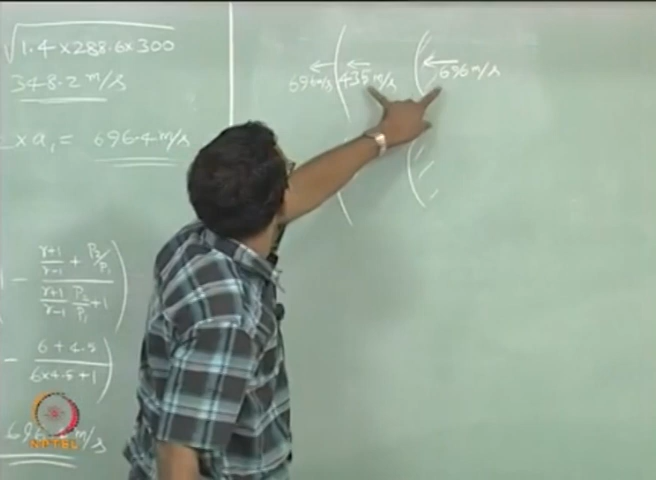 √1.4×288.6×300
348.2 m/s
× a₁ = 696.4 m/s
696 m/s 435 m/s 696 m/s
- (γ+1)/(γ-1) + P₂/P₁
(γ+1)/(γ-1) P₂/P₁ + 1
- 6 + 4.5
6×4.5+1
m/s
NPTEL